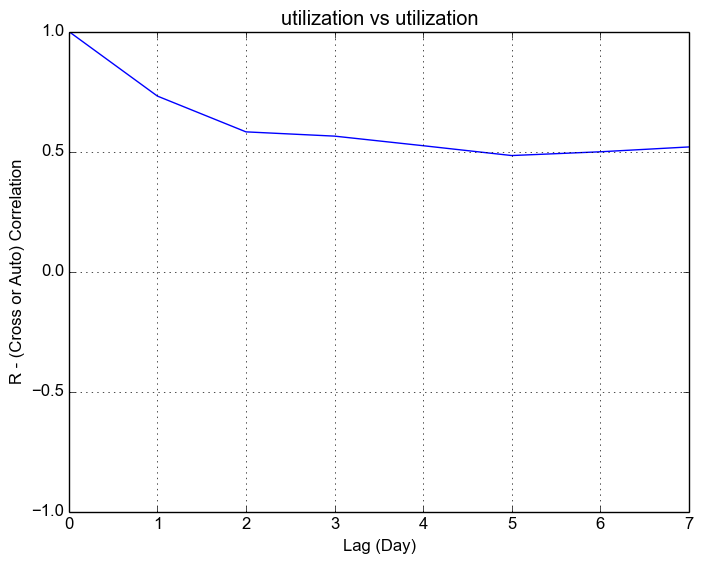 utilization vs utilization
1.0
0.5
0.0
−0.5
−1.0
R - (Cross or Auto) Correlation
0 1 2 3 4 5 6 7
Lag (Day)